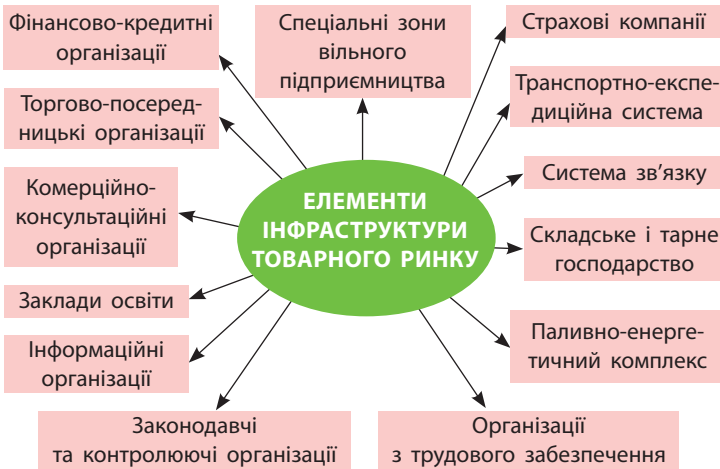 Фінансово-кредитні
організації
Спеціальні зони
вільного
підприємництва
Страхові компанії
Торгово-посеред-
ницькі організації
Транспортно-експе-
диційна система
Комерційно-
консультаційні
організації
ЕЛЕМЕНТИ
ІНФРАСТРУКТУРИ
ТОВАРНОГО РИНКУ
Система зв’язку
Складське і тарне
господарство
Заклади освіти
Інформаційні
організації
Паливно-енерге-
тичний комплекс
Законодавчі
та контролюючі організації
Організації
з трудового забезпечення